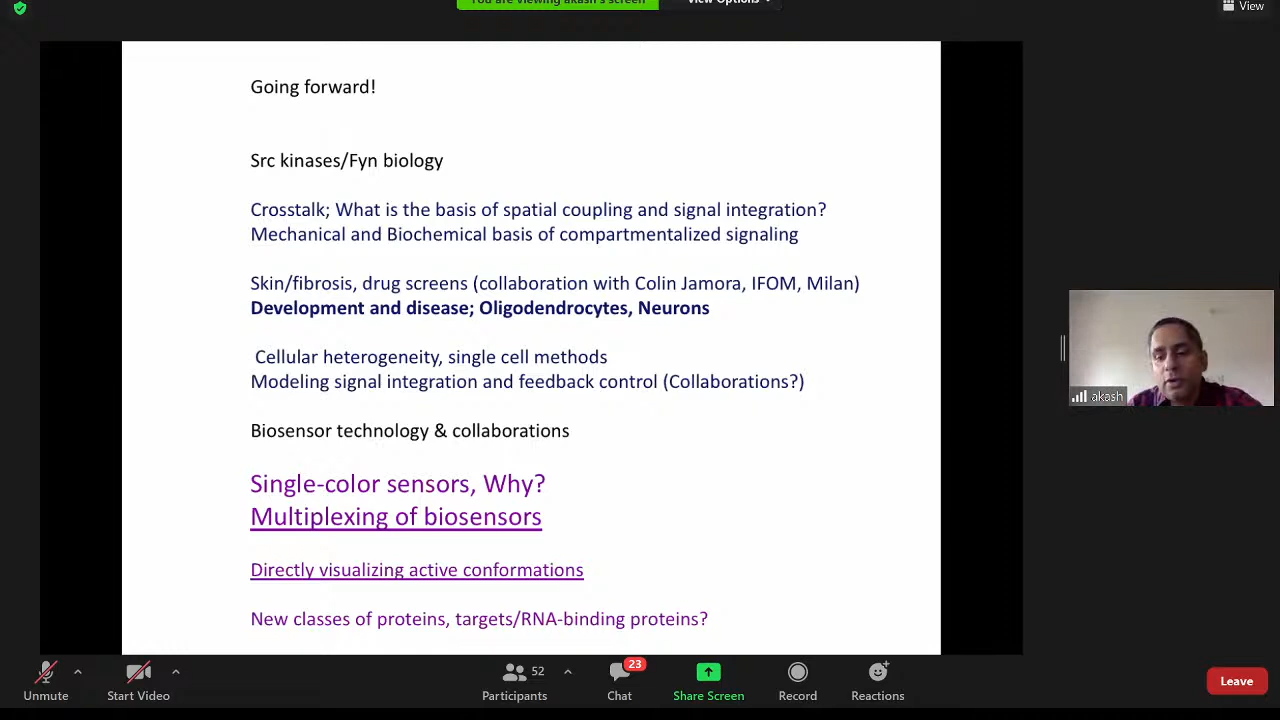 You are viewing akash's screen
View Options
View
Going forward!
Src kinases/Fyn biology
Crosstalk; What is the basis of spatial coupling and signal integration?
Mechanical and Biochemical basis of compartmentalized signaling
Skin/fibrosis, drug screens (collaboration with Colin Jamora, IFOM, Milan)
Development and disease; Oligodendrocytes, Neurons
Cellular heterogeneity, single cell methods
Modeling signal integration and feedback control (Collaborations?)
Biosensor technology & collaborations
Single-color sensors, Why?
Multiplexing of biosensors
Directly visualizing active conformations
New classes of proteins, targets/RNA-binding proteins?
akash
Unmute
Start Video
52
Participants
23
Chat
Share Screen
Record
Reactions
Leave